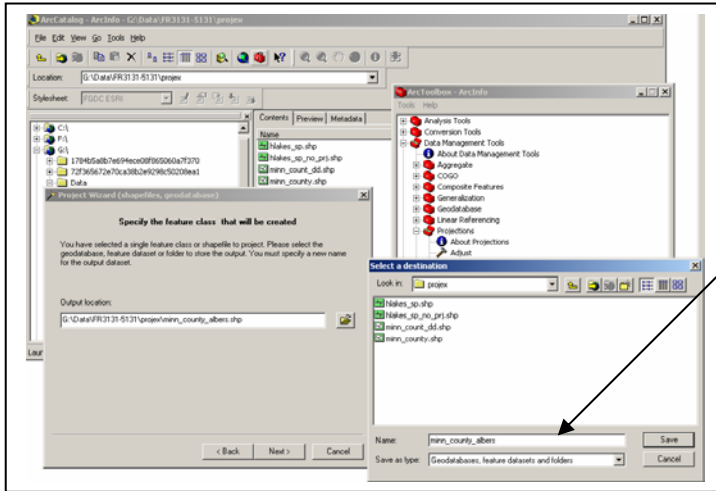 ArcCatalog - ArcInfo - G:\Data\FR3131-5131\projex
File Edit View Go Tools Help
Location: G:\Data\FR3131-5131\projex
Stylesheet: FGDC ESRI
Contents Preview Metadata
Name
hlakes_sp.shp
hlakes_sp_no_prj.shp
minn_count_dd.shp
minn_county.shp
C:\
F:\
G:\
Data
ArcToolbox - ArcInfo
Tools Help
Analysis Tools
Conversion Tools
Data Management Tools
About Data Management Tools
Aggregate
COGO
Composite Features
Generalization
Geodatabase
Linear Referencing
Projections
About Projections
Adjust
Project Wizard (shapefiles, geodatabase)
Specify the feature class that will be created
You have selected a single feature class or shapefile to project. Please select the
geodatabase, feature dataset or folder to store the output. You must specify a new name
for the output dataset.
Output location:
G:\Data\FR3131-5131\projex\minn_county_albers.shp
< Back Next > Cancel
Select a destination
Look in: projex
hlakes_sp.shp
hlakes_sp_no_prj.shp
minn_count_dd.shp
minn_county.shp
Name: minn_county_albers Save
Save as type: Geodatabases, feature datasets and folders Cancel